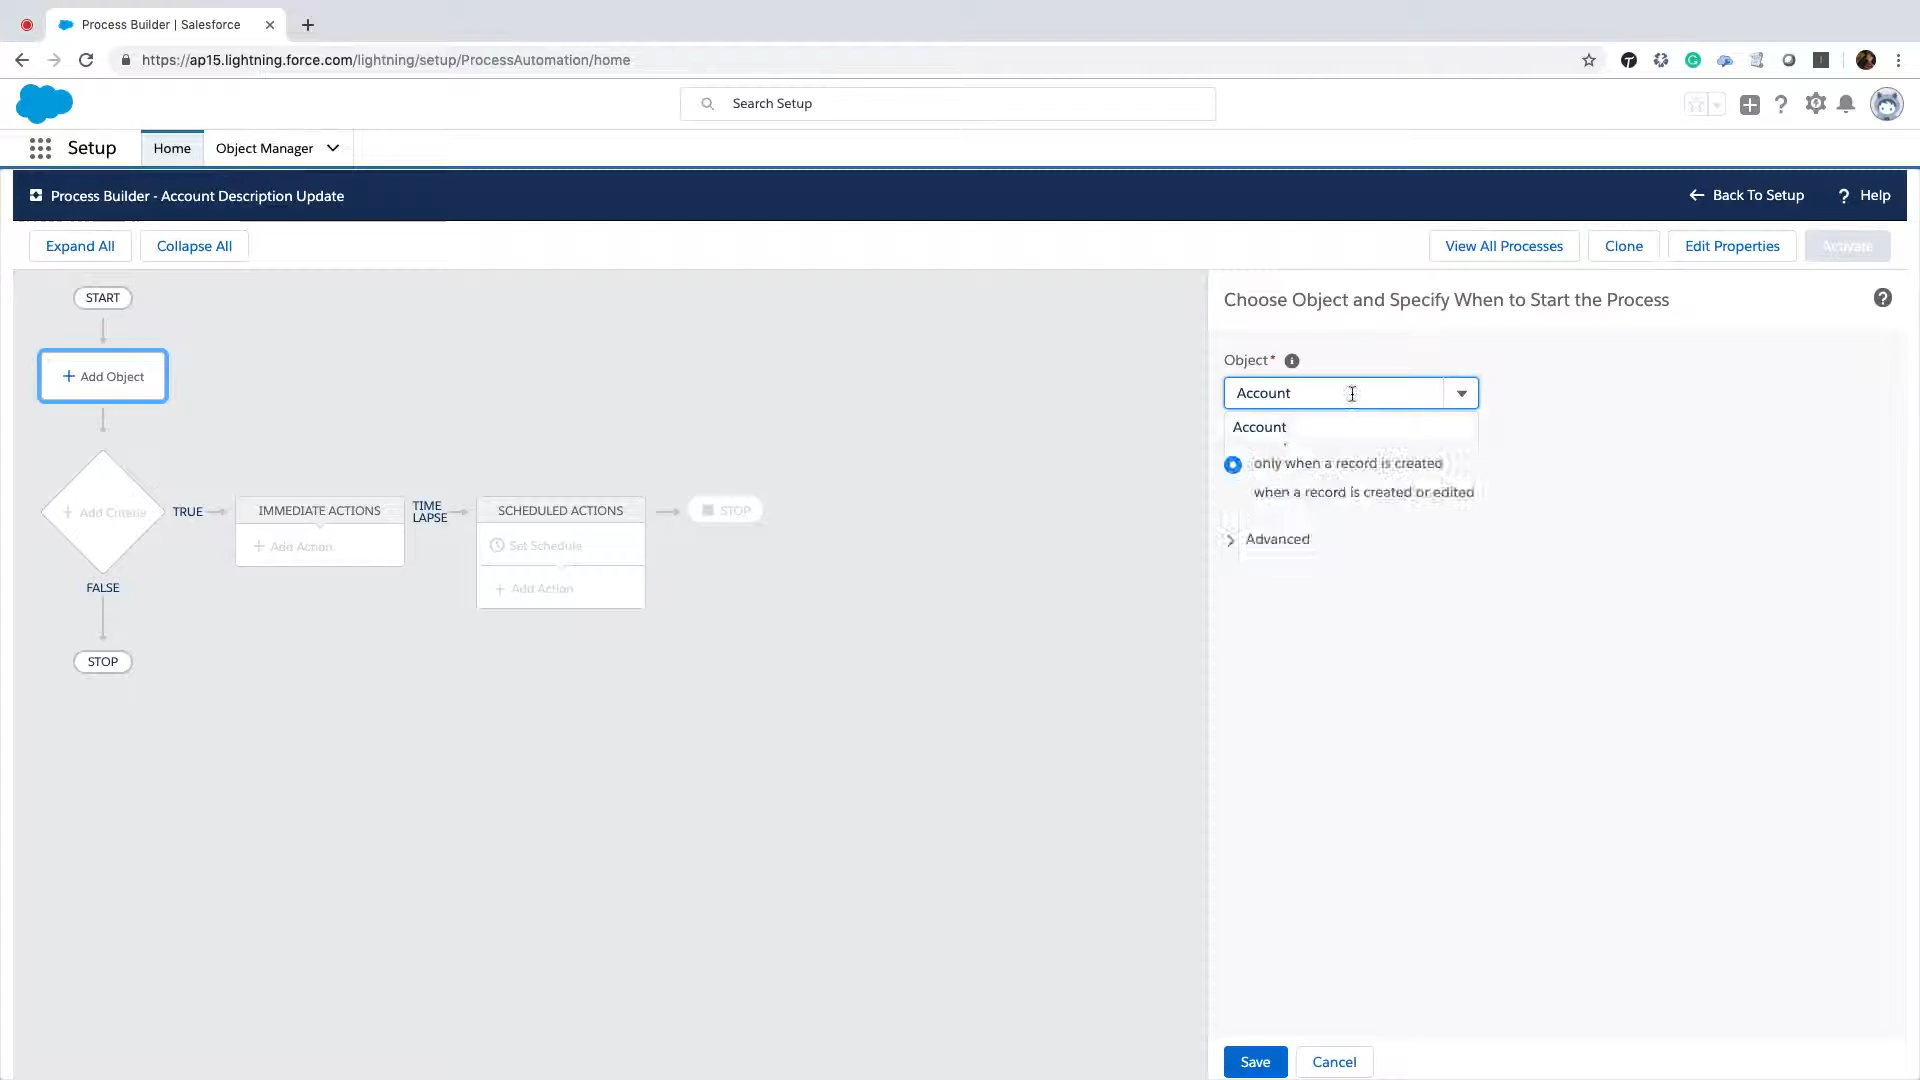 Process Builder | Salesforce
https://ap15.lightning.force.com/lightning/setup/ProcessAutomation/home
Search Setup
Setup
Home
Object Manager
Process Builder - Account Description Update
Back To Setup
? Help
Expand All
Collapse All
View All Processes
Clone
Edit Properties
Activate
START
+ Add Object
+ Add Criteria
TRUE
IMMEDIATE ACTIONS
+ Add Action
TIME
LAPSE
SCHEDULED ACTIONS
Set Schedule
+ Add Action
STOP
FALSE
STOP
Choose Object and Specify When to Start the Process
Object*
Account
Account
only when a record is created
when a record is created or edited
Advanced
Save
Cancel